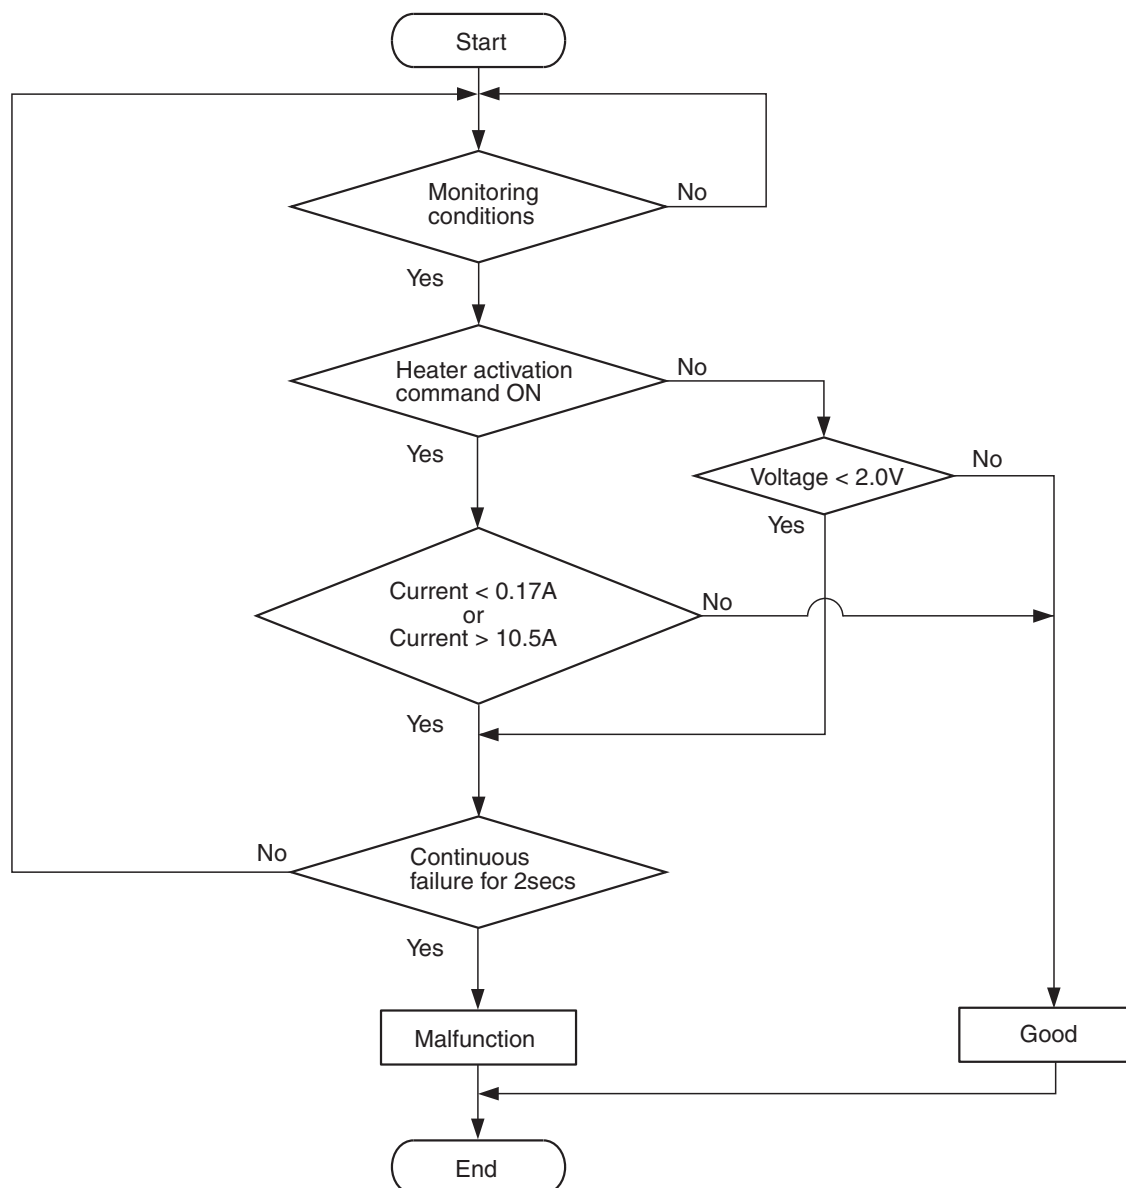 Start
Monitoring
conditions
No
Yes
Heater activation
command ON
No
Yes
Voltage < 2.0V
No
Yes
Current < 0.17A
or
Current > 10.5A
No
Yes
Continuous
failure for 2secs
No
Yes
Malfunction
Good
End